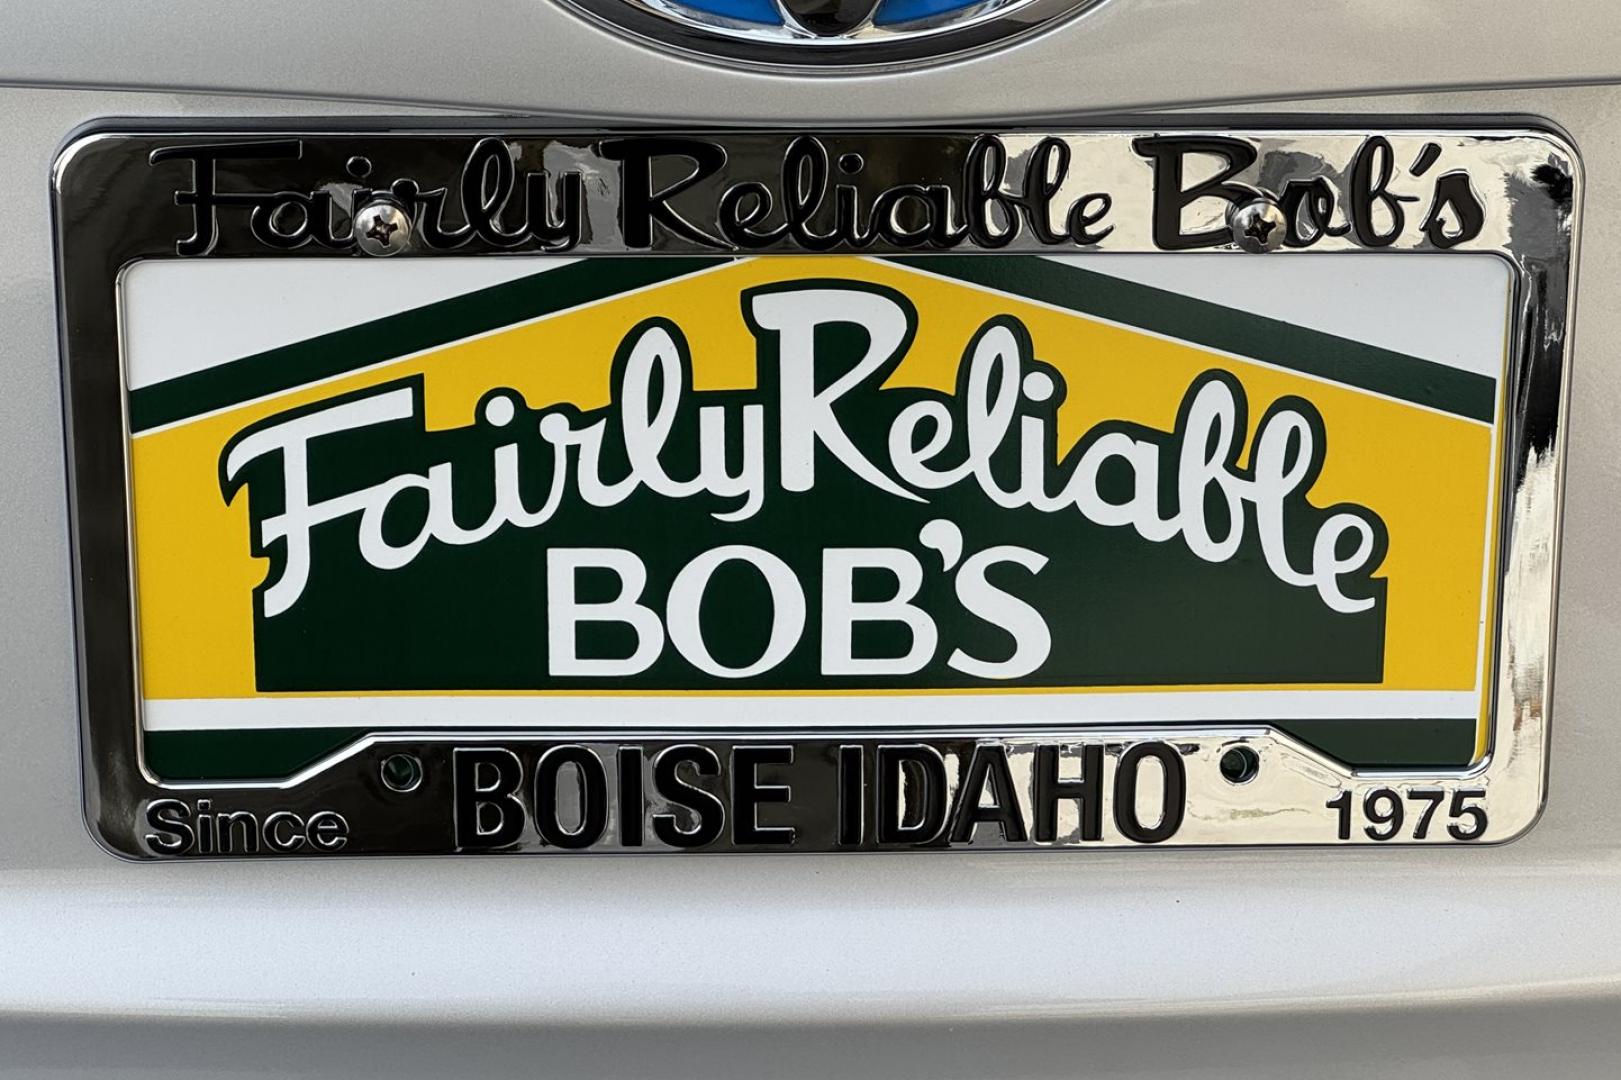 Fairly Reliable Bob's
Fairly Reliable
BOB'S
BOISE IDAHO
Since 1975